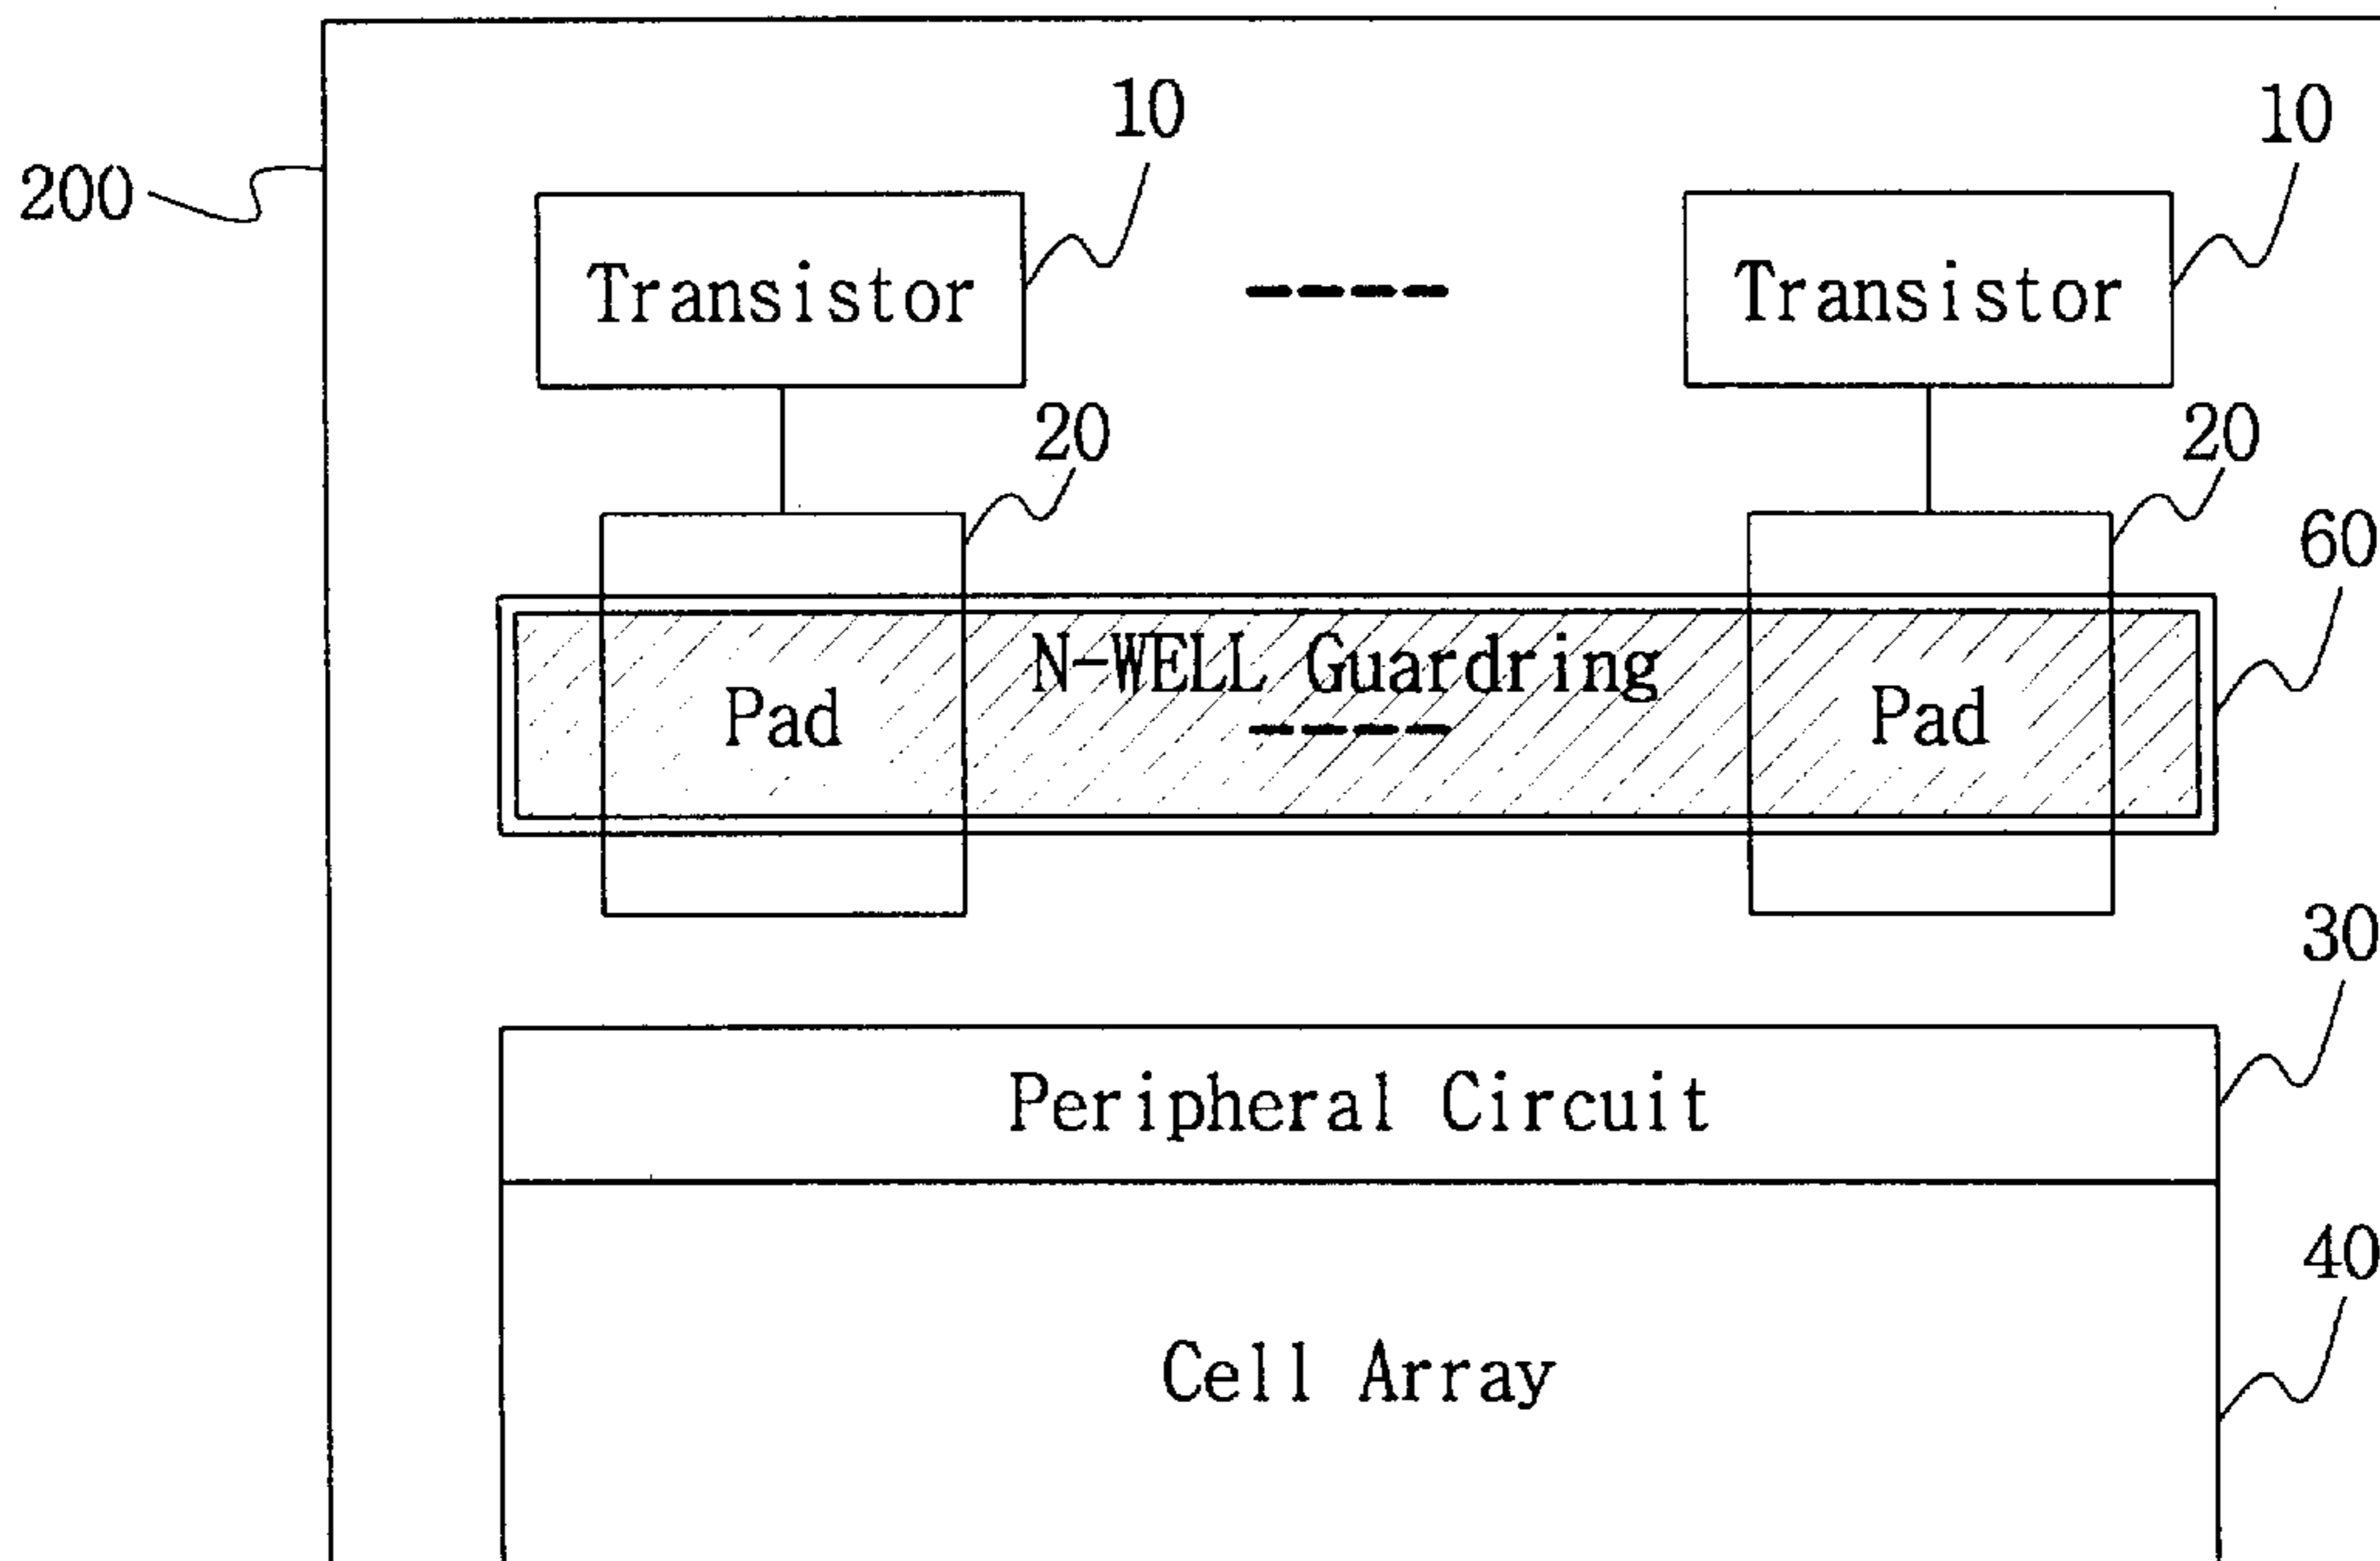 10
10
200
Transistor
Transistor
20
20
60
N-WELL Guardring
Pad
Pad
30
Peripheral Circuit
40
Cell Array